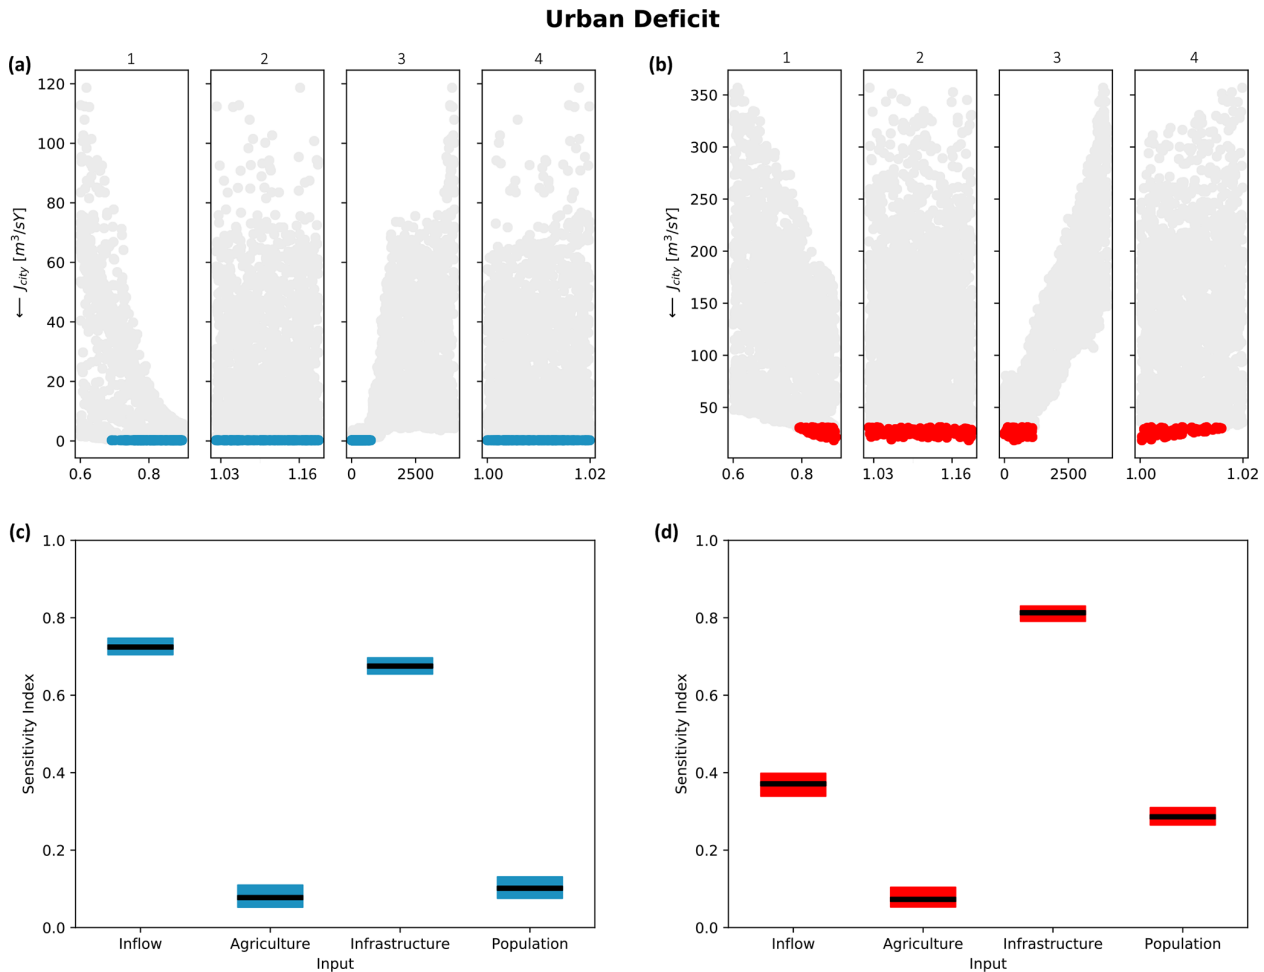 Urban Deficit
(a)
1
2
3
4
120
100
80
60
40
20
0
← J_city [m³/sY]
0.6
0.8
1.03
1.16
0
2500
1.00
1.02
(b)
1
2
3
4
350
300
250
200
150
100
50
← J_city [m³/sY]
0.6
0.8
1.03
1.16
0
2500
1.00
1.02
(c)
1.0
0.8
0.6
0.4
0.2
0.0
Sensitivity Index
Inflow
Agriculture
Infrastructure
Population
Input
(d)
1.0
0.8
0.6
0.4
0.2
0.0
Sensitivity Index
Inflow
Agriculture
Infrastructure
Population
Input